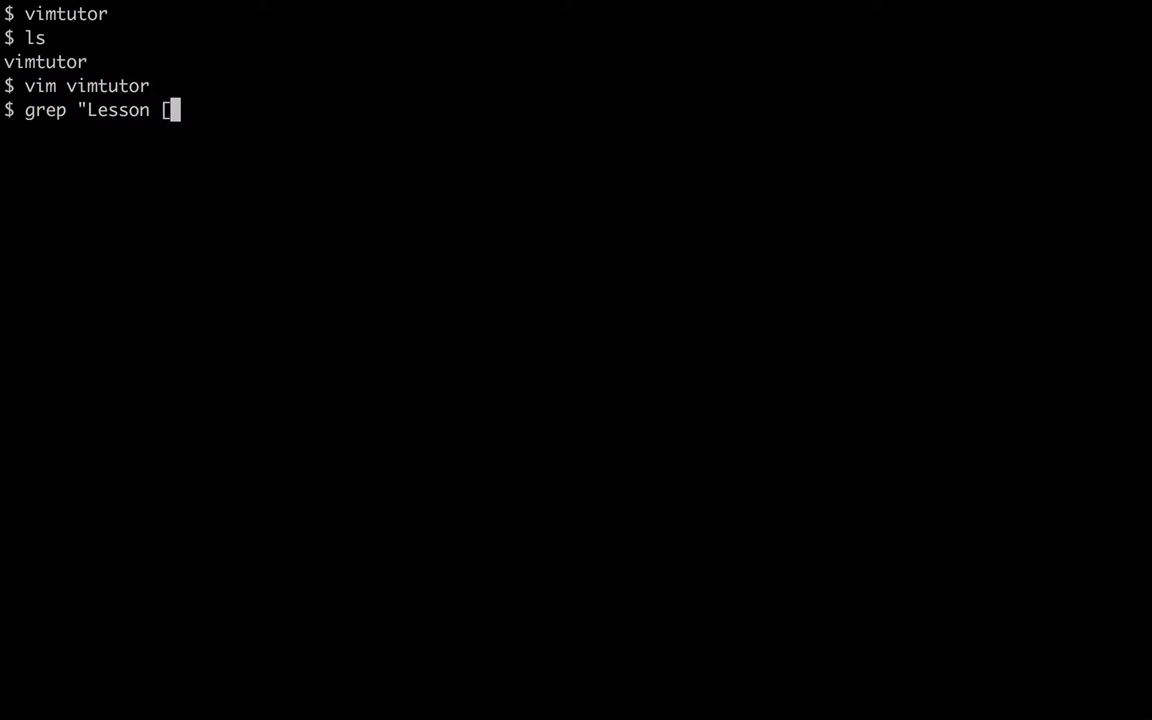 $ vimtutor
$ ls
vimtutor
$ vim vimtutor
$ grep "Lesson [